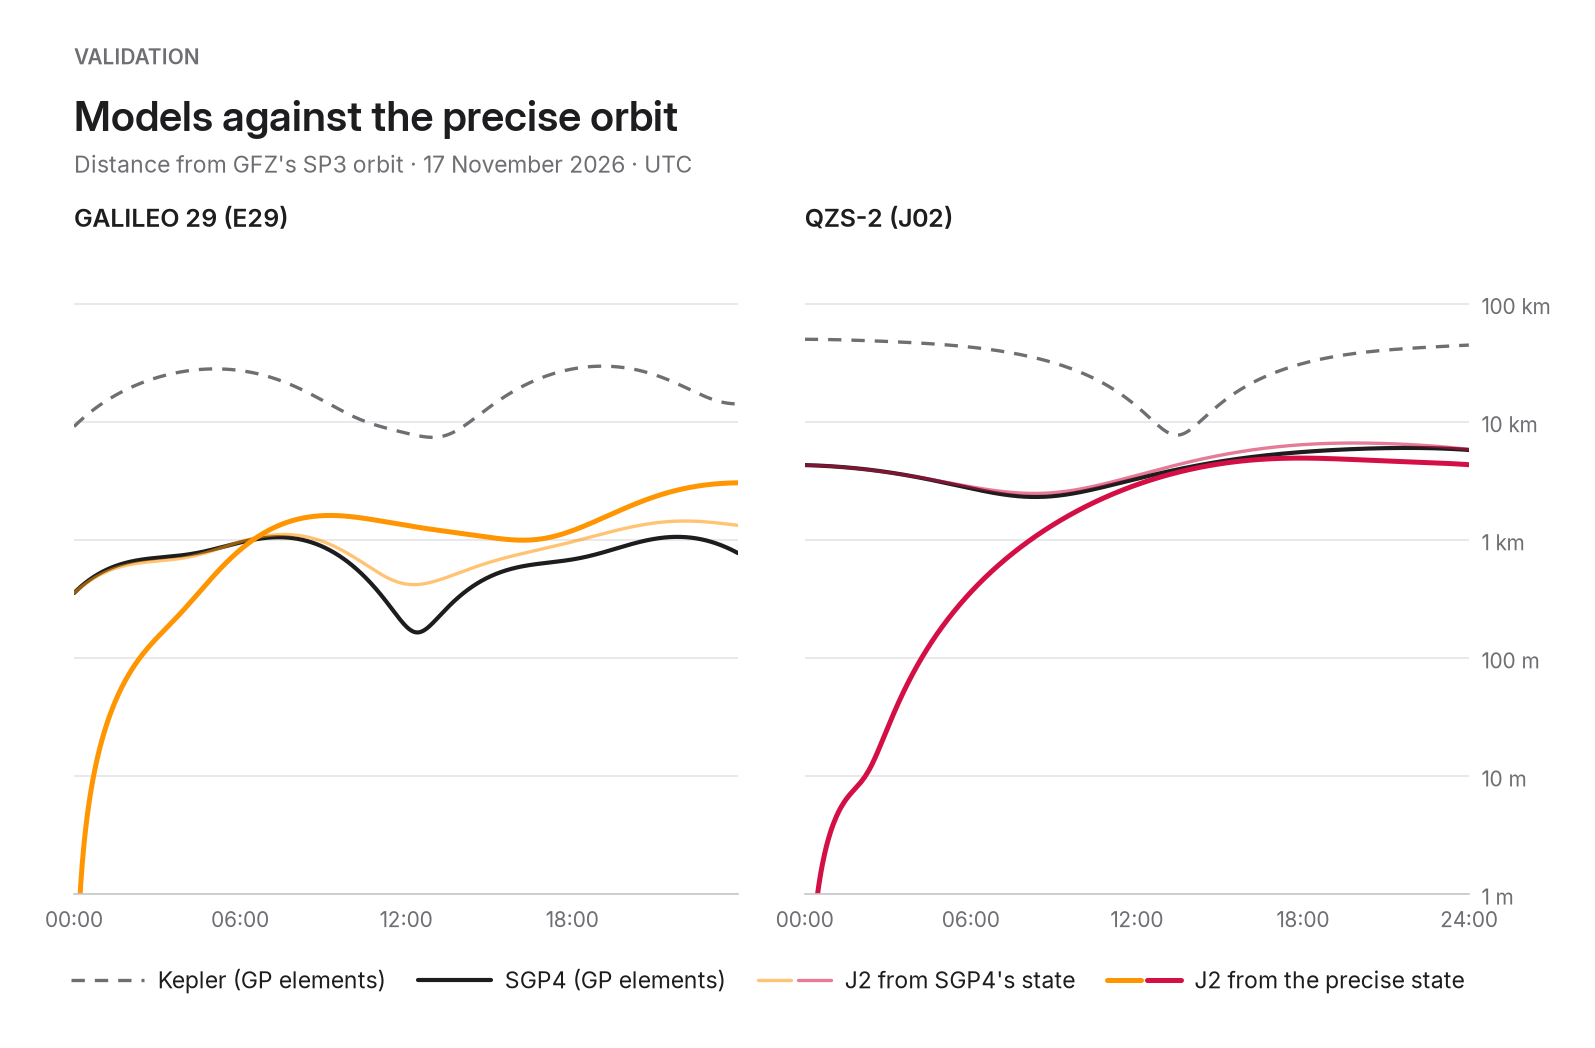 VALIDATION
Models against the precise orbit
Distance from GFZ's SP3 orbit · 17 November 2026 · UTC
GALILEO 29 (E29)
QZS-2 (J02)
100 km
10 km
1 km
100 m
10 m
1 m
00:00 06:00 12:00 18:00
00:00 06:00 12:00 18:00 24:00
Kepler (GP elements) SGP4 (GP elements) J2 from SGP4's state J2 from the precise state